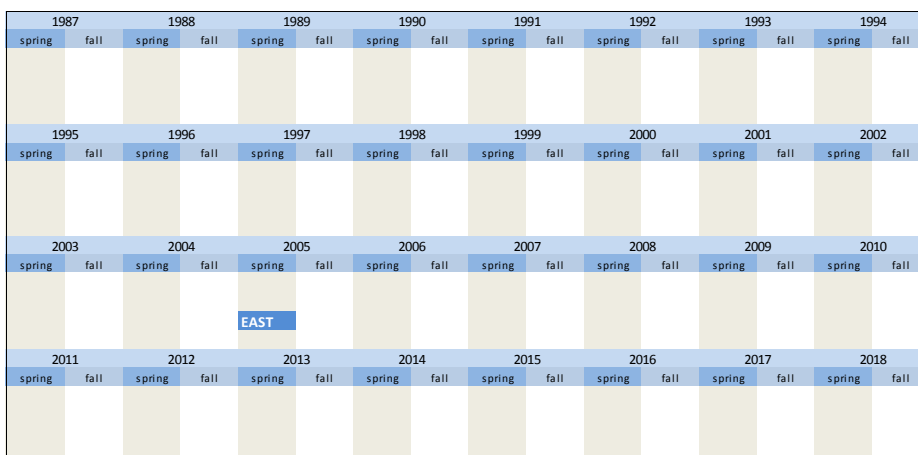 1987 1988 1989 1990 1991 1992 1993 1994
spring fall spring fall spring fall spring fall spring fall spring fall spring fall spring fall
1995 1996 1997 1998 1999 2000 2001 2002
spring fall spring fall spring fall spring fall spring fall spring fall spring fall spring fall
2003 2004 2005 2006 2007 2008 2009 2010
spring fall spring fall spring fall spring fall spring fall spring fall spring fall spring fall
EAST
2011 2012 2013 2014 2015 2016 2017 2018
spring fall spring fall spring fall spring fall spring fall spring fall spring fall spring fall